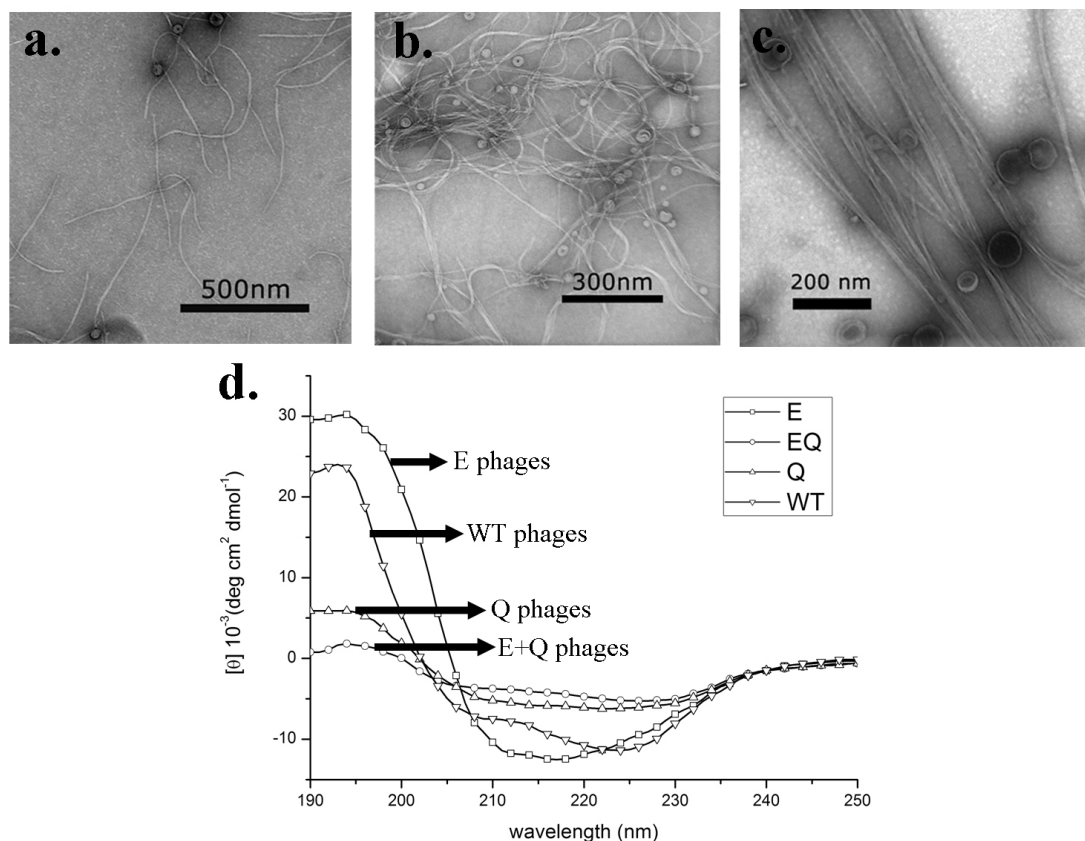 a.
500nm
b.
300nm
c.
200 nm
d.
[θ] 10⁻³(deg cm² dmol⁻¹)
30
20
10
0
-10
190
200
210
220
230
240
250
wavelength (nm)
E phages
WT phages
Q phages
E+Q phages
E
EQ
Q
WT